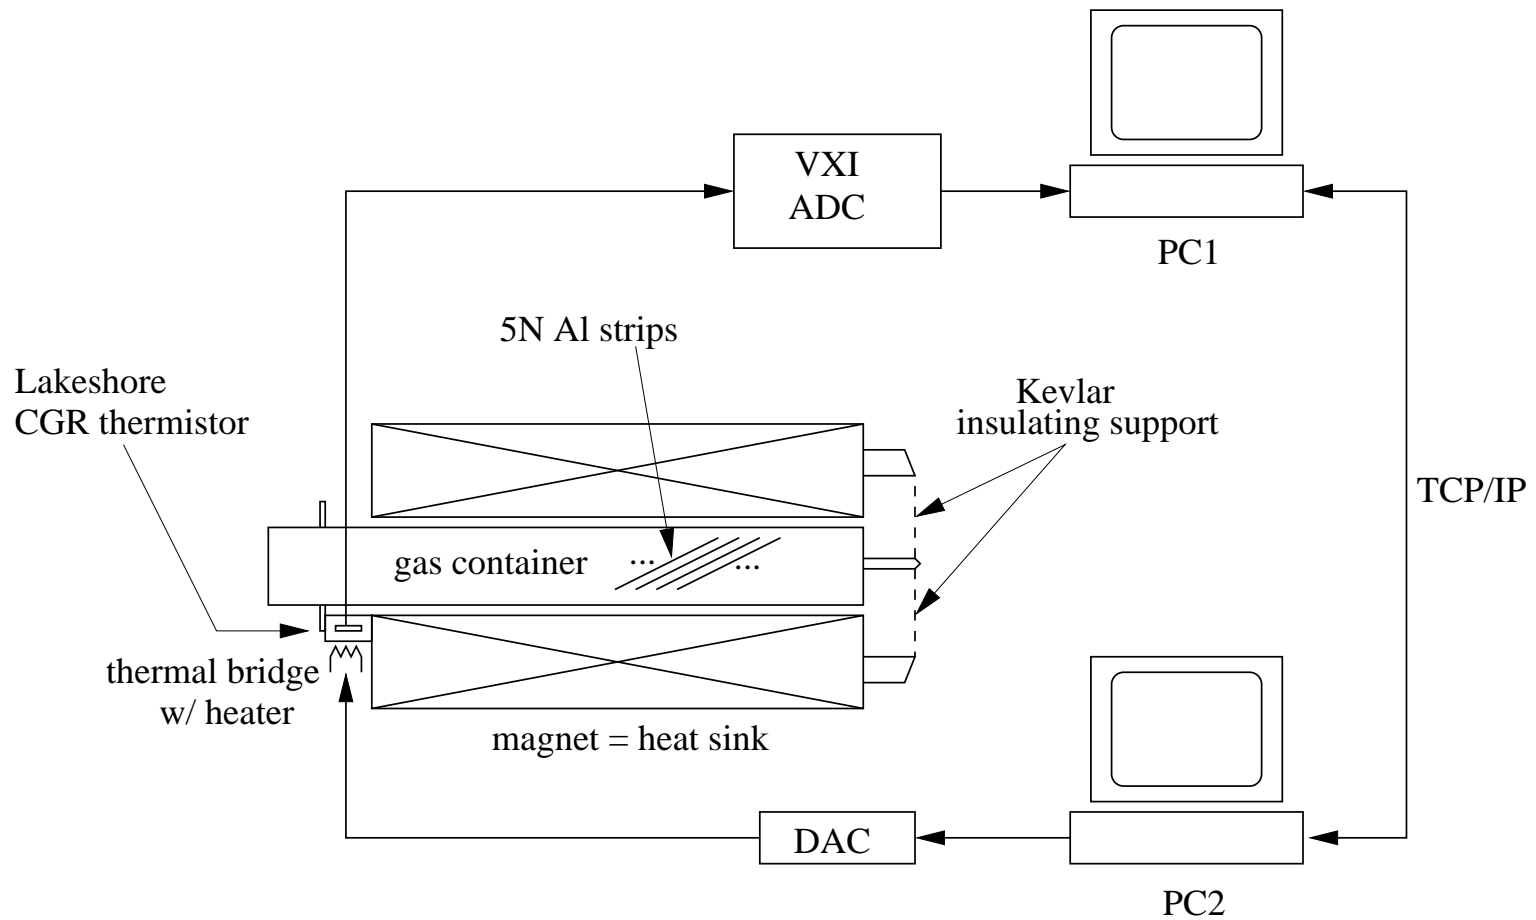 VXI
ADC
PC1
5N Al strips
Lakeshore
CGR thermistor
Kevlar
insulating support
TCP/IP
gas container
...
...
thermal bridge
w/ heater
magnet = heat sink
DAC
PC2